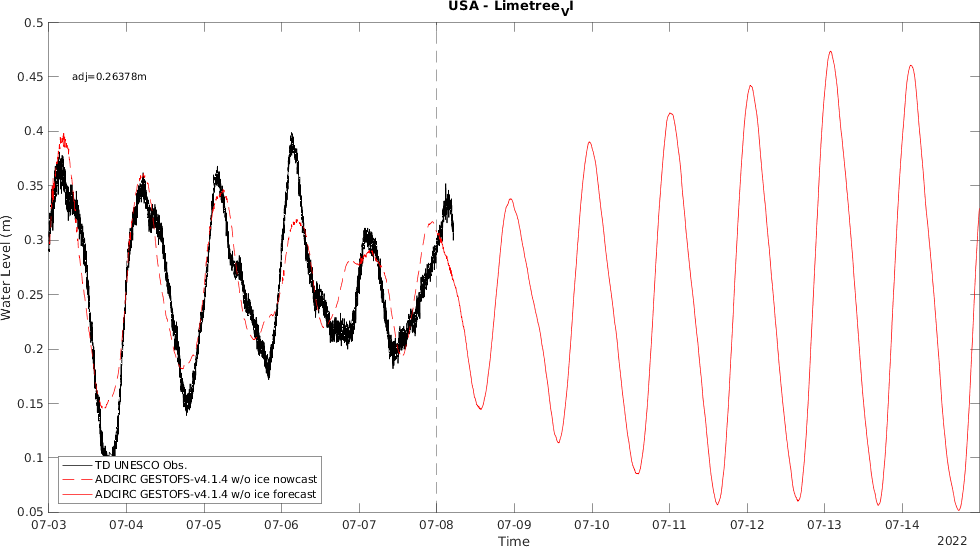 USA - LimetreeVI
adj=0.26378m
0.5
0.45
0.4
0.35
0.3
0.25
0.2
0.15
0.1
0.05
Water Level (m)
TD UNESCO Obs.
ADCIRC GESTOFS-v4.1.4 w/o ice nowcast
ADCIRC GESTOFS-v4.1.4 w/o ice forecast
07-03 07-04 07-05 07-06 07-07 07-08 07-09 07-10 07-11 07-12 07-13 07-14
Time
2022